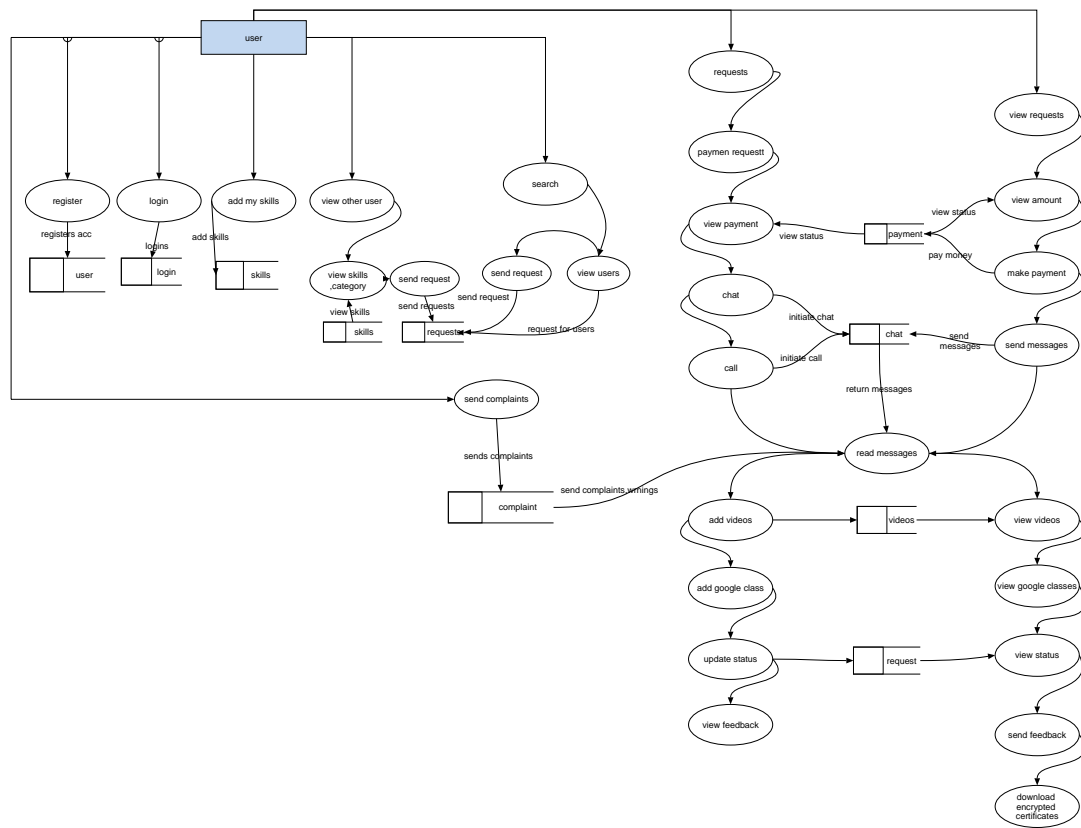 user
requests
view requests
paymen requestt
search
register
login
add my skills
view other user
view amount
view status
view payment
payment
view status
registers acc
logins
add skills
pay money
user
login
skills
view skills
,category
send request
send request
view users
make payment
send requests
send request
view skills
chat
initiate chat
skills
requests
request for users
chat
send
messages
send messages
initiate call
call
return messages
send complaints
read messages
sends complaints
send complaints,wrnings
complaint
add videos
videos
view videos
add google class
view google classes
update status
request
view status
view feedback
send feedback
download
encrypted
certificates